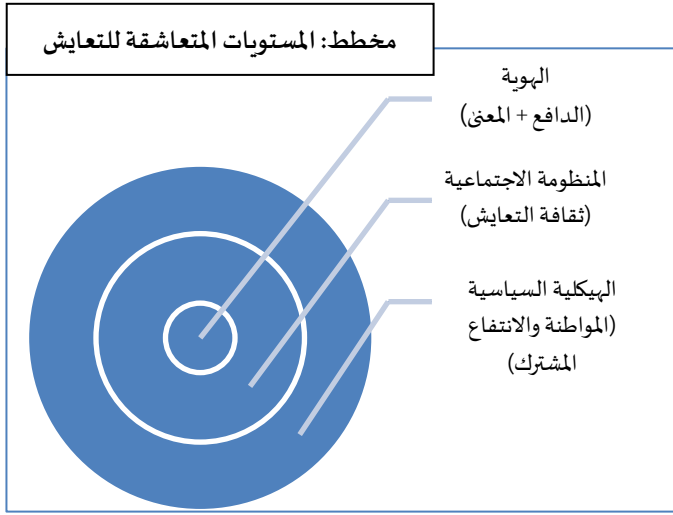 مخطط: المستويات المتعاشقة للتعايش
الهوية
(الدافع + المعنىٰ)
المنظومة الاجتماعية
(ثقافة التعايش)
الهيكلية السياسية
(المواطنة والانتفاع
المشترك)